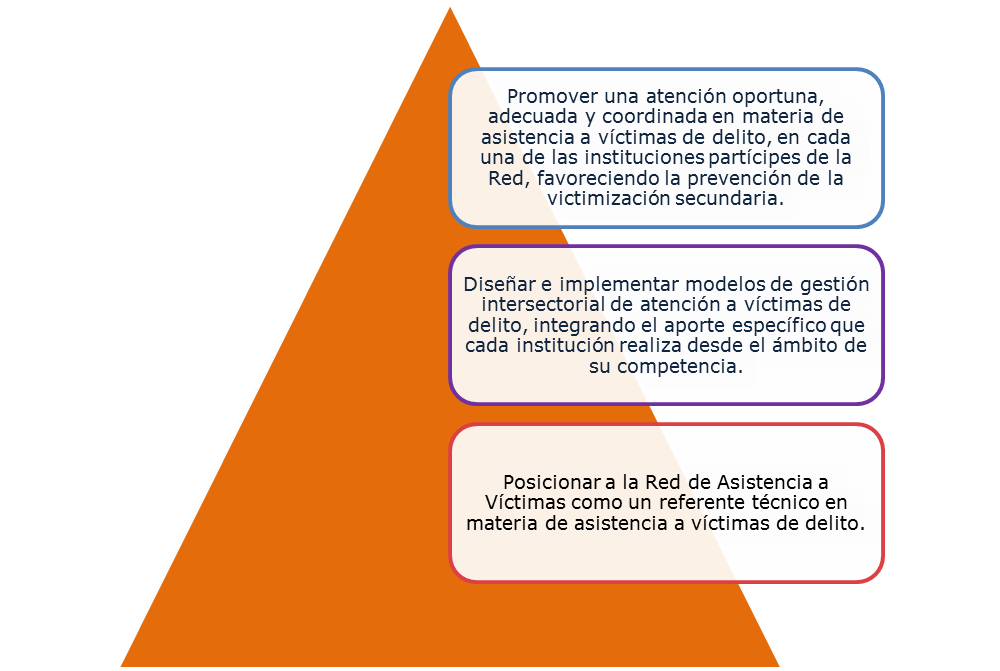 Promover una atención oportuna,
adecuada y coordinada en materia de
asistencia a víctimas de delito, en cada
una de las instituciones partícipes de la
Red, favoreciendo la prevención de la
victimización secundaria.
Diseñar e implementar modelos de gestión
intersectorial de atención a víctimas de
delito, integrando el aporte específico que
cada institución realiza desde el ámbito de
su competencia.
Posicionar a la Red de Asistencia a
Víctimas como un referente técnico en
materia de asistencia a víctimas de delito.